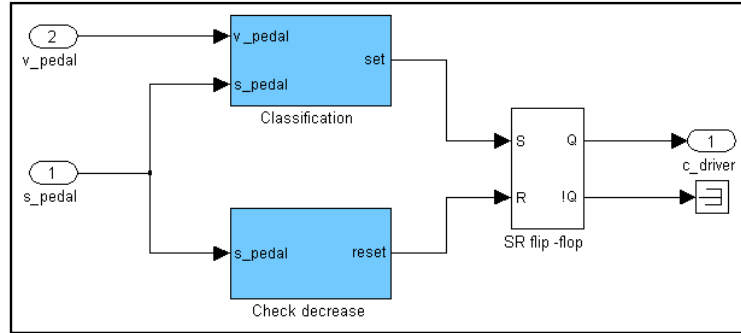 2
v_pedal
v_pedal
set
s_pedal
Classification
1
s_pedal
S
Q
R
!Q
SR flip -flop
1
c_driver
s_pedal
reset
Check decrease